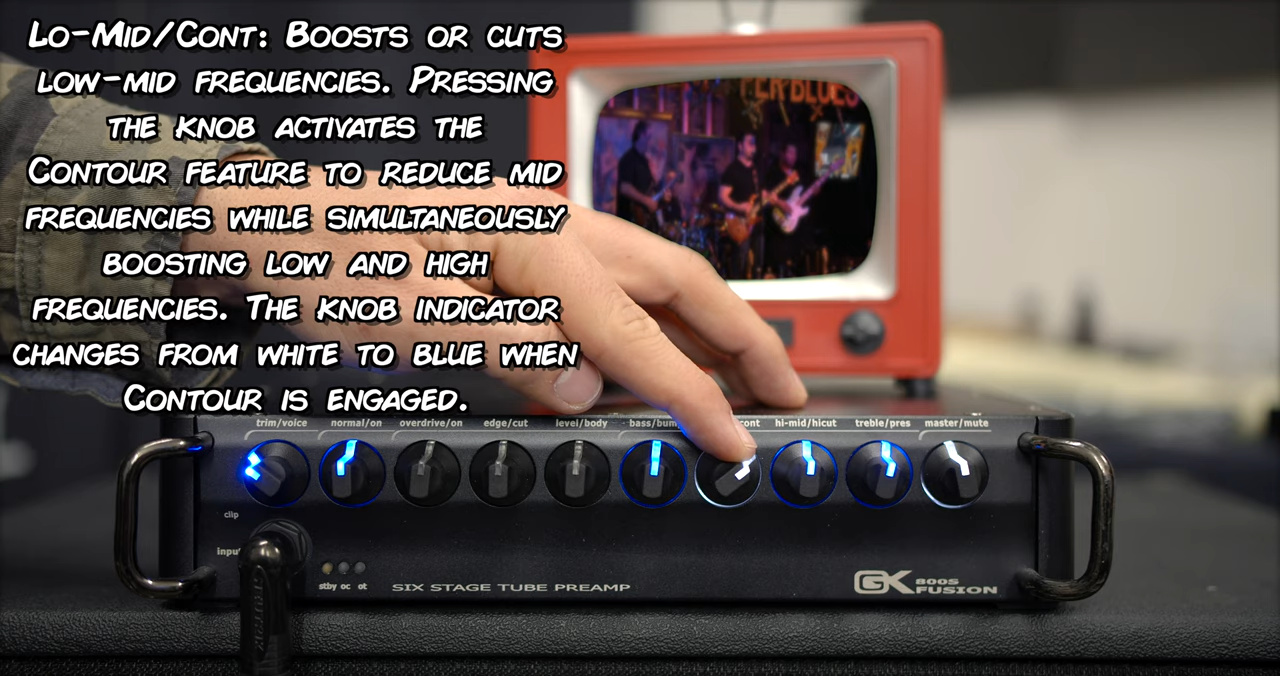 Lo-Mid/Cont: Boosts or cuts
low-mid frequencies. Pressing
the knob activates the
Contour feature to reduce mid
frequencies while simultaneously
boosting low and high
frequencies. The knob indicator
changes from white to blue when
Contour is engaged.
trim/voice normal/on overdrive/on edge/cut level/body hi-mid/hicut treble/pres master/mute
clip
input
stby oc ot
SIX STAGE TUBE PREAMP
GK 800S
FUSION